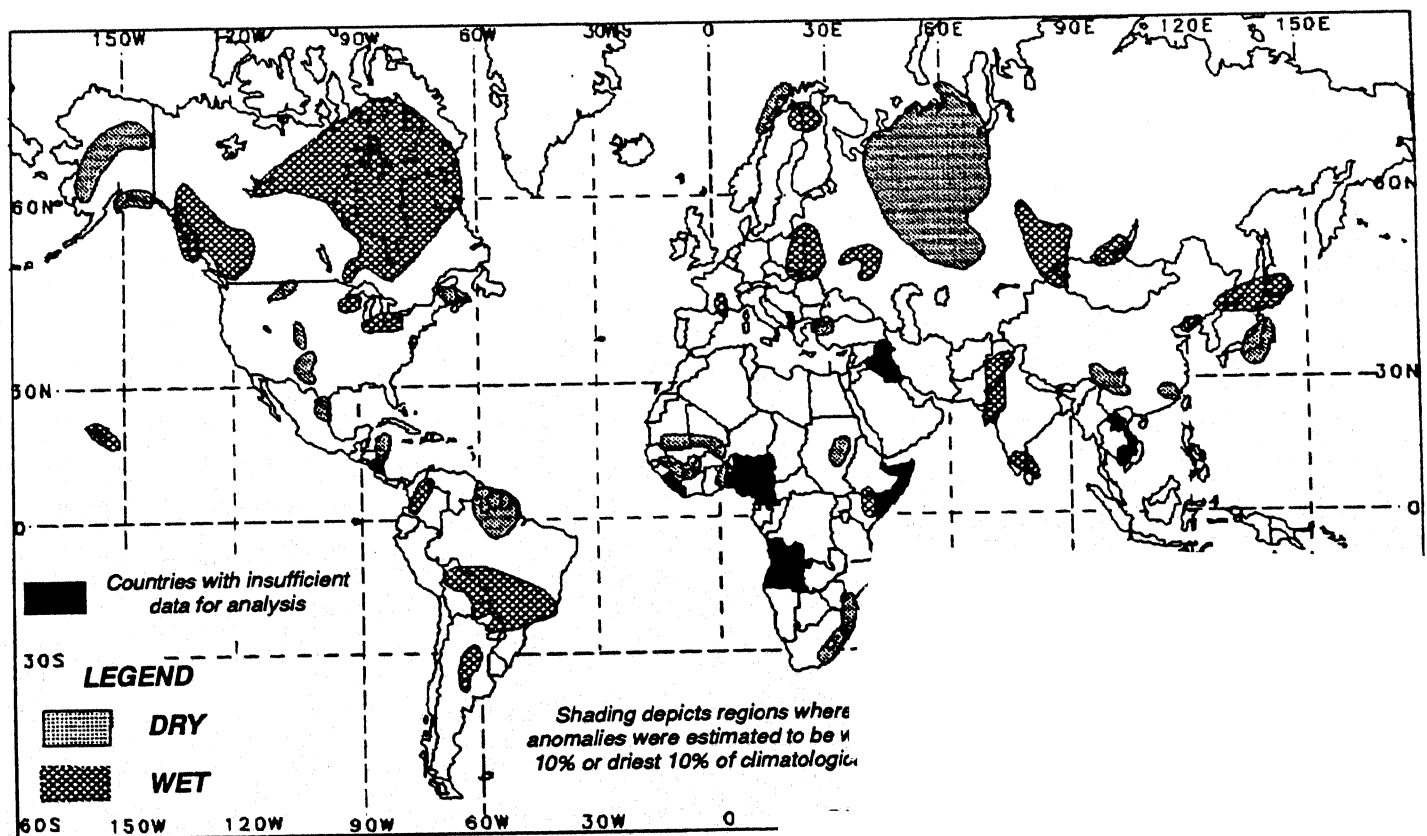 150W 120W 90W 60W 30W 0 30E 60E 90E 120E 150E
60N 60N
30N 30N
0 0
Countries with insufficient
data for analysis
30S
LEGEND
DRY
WET
Shading depicts regions where
anomalies were estimated to be w
10% or driest 10% of climatologic
60S 150W 120W 90W 60W 30W 0